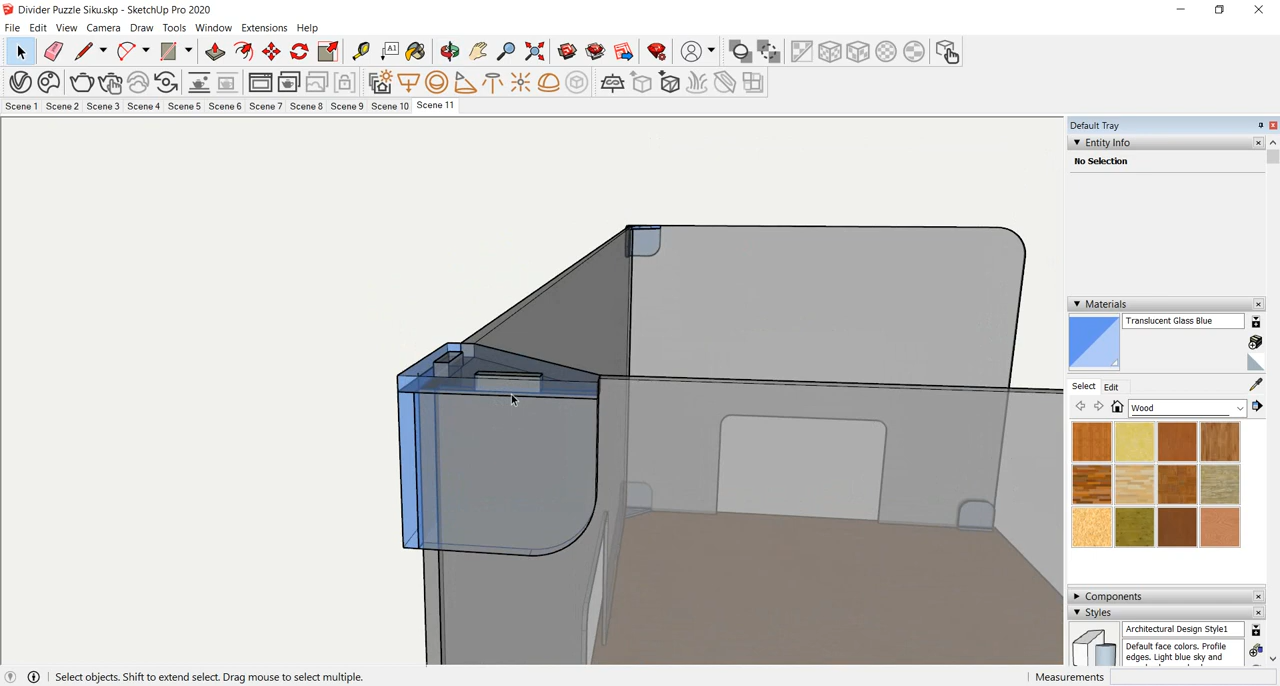 Divider Puzzle Siku.skp - SketchUp Pro 2020
File Edit View Camera Draw Tools Window Extensions Help
Scene 1 Scene 2 Scene 3 Scene 4 Scene 5 Scene 6 Scene 7 Scene 8 Scene 9 Scene 10 Scene 11
Default Tray
Entity Info
No Selection
Materials
Translucent Glass Blue
Select Edit
Wood
Components
Styles
Architectural Design Style1
Default face colors. Profile
edges. Light blue sky and
Select objects. Shift to extend select. Drag mouse to select multiple.
Measurements